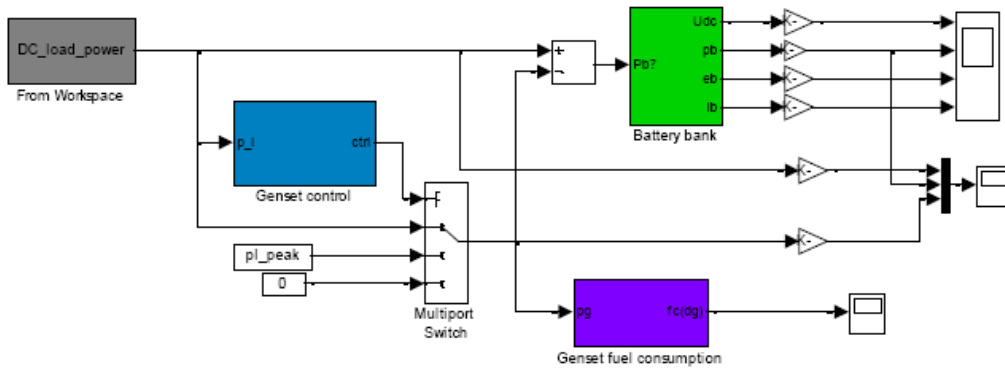 DC_load_power
From Workspace
p_l
ctrl
Genset control
pl_peak
0
Multiport
Switch
+
-
Pb?
Udc
pb
eb
Ib
Battery bank
K-
K-
K-
K-
K-
K-
pg
fc(dg)
Genset fuel consumption